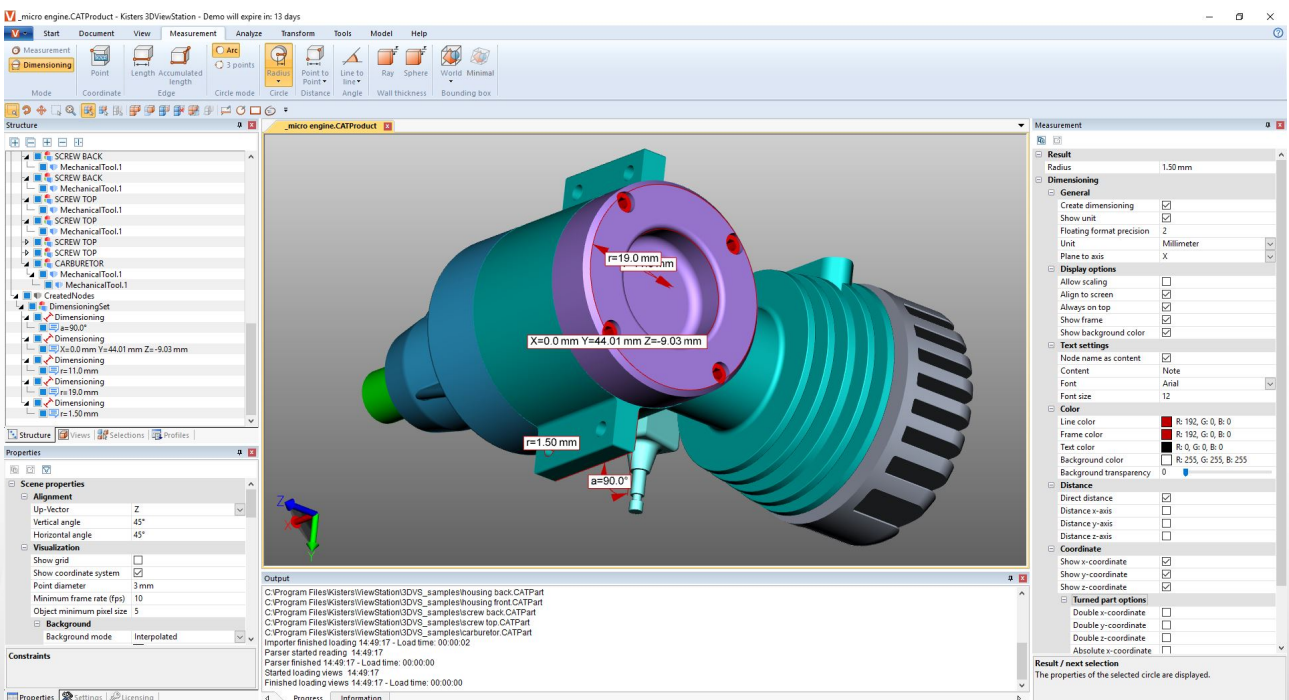 _micro engine.CATProduct - Kisters 3DViewStation - Demo will expire in: 13 days
Start Document View Measurement Analyze Transform Tools Model Help
Measurement
Dimensioning
Mode
Point
Coordinate
Length Accumulated length
Edge
Arc
3 points
Circle mode
Radius
Circle
Point to Point
Distance
Line to line
Angle
Ray Sphere
Wall thickness
World Minimal
Bounding box
Structure
SCREW BACK
MechanicalTool.1
SCREW BACK
MechanicalTool.1
SCREW TOP
MechanicalTool.1
SCREW TOP
MechanicalTool.1
SCREW TOP
SCREW TOP
CARBURETOR
MechanicalTool.1
MechanicalTool.1
CreatedNodes
DimensioningSet
Dimensioning
a=90.0°
Dimensioning
X=0.0 mm Y=44.01 mm Z=-9.03 mm
Dimensioning
r=11.0 mm
Dimensioning
r=19.0 mm
Dimensioning
r=1.50 mm
Structure Views Selections Profiles
Properties
Scene properties
Alignment
Up-Vector Z
Vertical angle 45°
Horizontal angle 45°
Visualization
Show grid
Show coordinate system
Point diameter 3 mm
Minimum frame rate (fps) 10
Object minimum pixel size 5
Background
Background mode Interpolated
Constraints
Properties Settings Licensing
_micro engine.CATProduct
r=19.0 mm
X=0.0 mm Y=44.01 mm Z=-9.03 mm
r=1.50 mm
a=90.0°
Z
X
Y
Output
C:\Program Files\Kisters\ViewStation\3DVS_samples\housing back.CATPart
C:\Program Files\Kisters\ViewStation\3DVS_samples\housing front.CATPart
C:\Program Files\Kisters\ViewStation\3DVS_samples\screw back.CATPart
C:\Program Files\Kisters\ViewStation\3DVS_samples\screw top.CATPart
C:\Program Files\Kisters\ViewStation\3DVS_samples\carburetor.CATPart
Importer finished loading 14:49:17 - Load time: 00:00:02
Parser started reading 14:49:17
Parser finished 14:49:17 - Load time: 00:00:00
Started loading views 14:49:17
Finished loading views 14:49:17 - Load time: 00:00:00
Progress Information
Measurement
Result
Radius 1.50 mm
Dimensioning
General
Create dimensioning
Show unit
Floating format precision 2
Unit Millimeter
Plane to axis X
Display options
Allow scaling
Align to screen
Always on top
Show frame
Show background color
Text settings
Node name as content
Content Note
Font Arial
Font size 12
Color
Line color R: 192, G: 0, B: 0
Frame color R: 192, G: 0, B: 0
Text color R: 0, G: 0, B: 0
Background color R: 255, G: 255, B: 255
Background transparency 0
Distance
Direct distance
Distance x-axis
Distance y-axis
Distance z-axis
Coordinate
Show x-coordinate
Show y-coordinate
Show z-coordinate
Turned part options
Double x-coordinate
Double y-coordinate
Double z-coordinate
Absolute x-coordinate
Result / next selection
The properties of the selected circle are displayed.